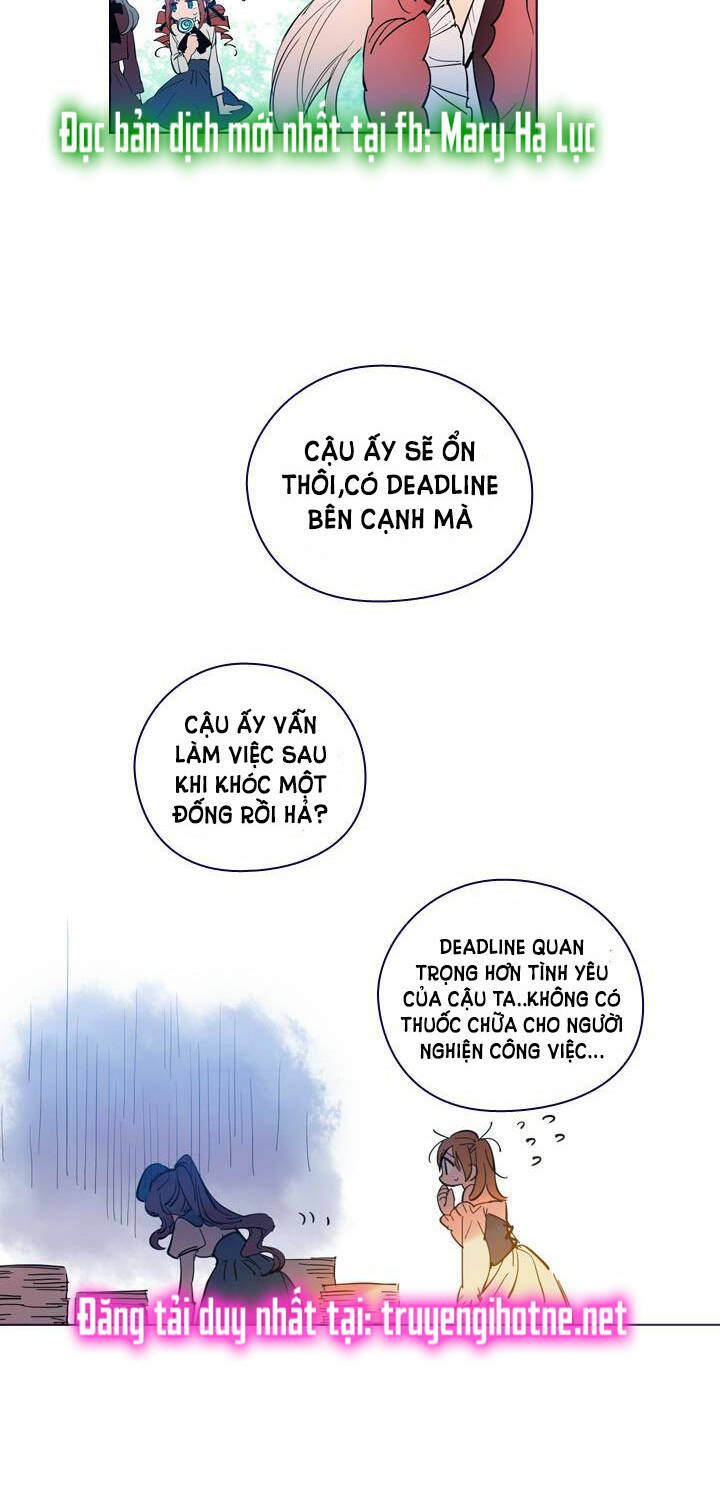 Đọc bản dịch mới nhất tại fb: Mary Hạ Lục
CẬU ẤY SẼ ỔN
THÔI,CÓ DEADLINE
BÊN CẠNH MÀ
CẬU ẤY VẪN
LÀM VIỆC SAU
KHI KHÓC MỘT
ĐỐNG RỒI HẢ?
DEADLINE QUAN
TRỌNG HƠN TÌNH YÊU
CỦA CẬU TA..KHÔNG CÓ
THUỐC CHỮA CHO NGƯỜI
NGHIỆN CÔNG VIỆC...
Đăng tải duy nhất tại: truyengihotne.net